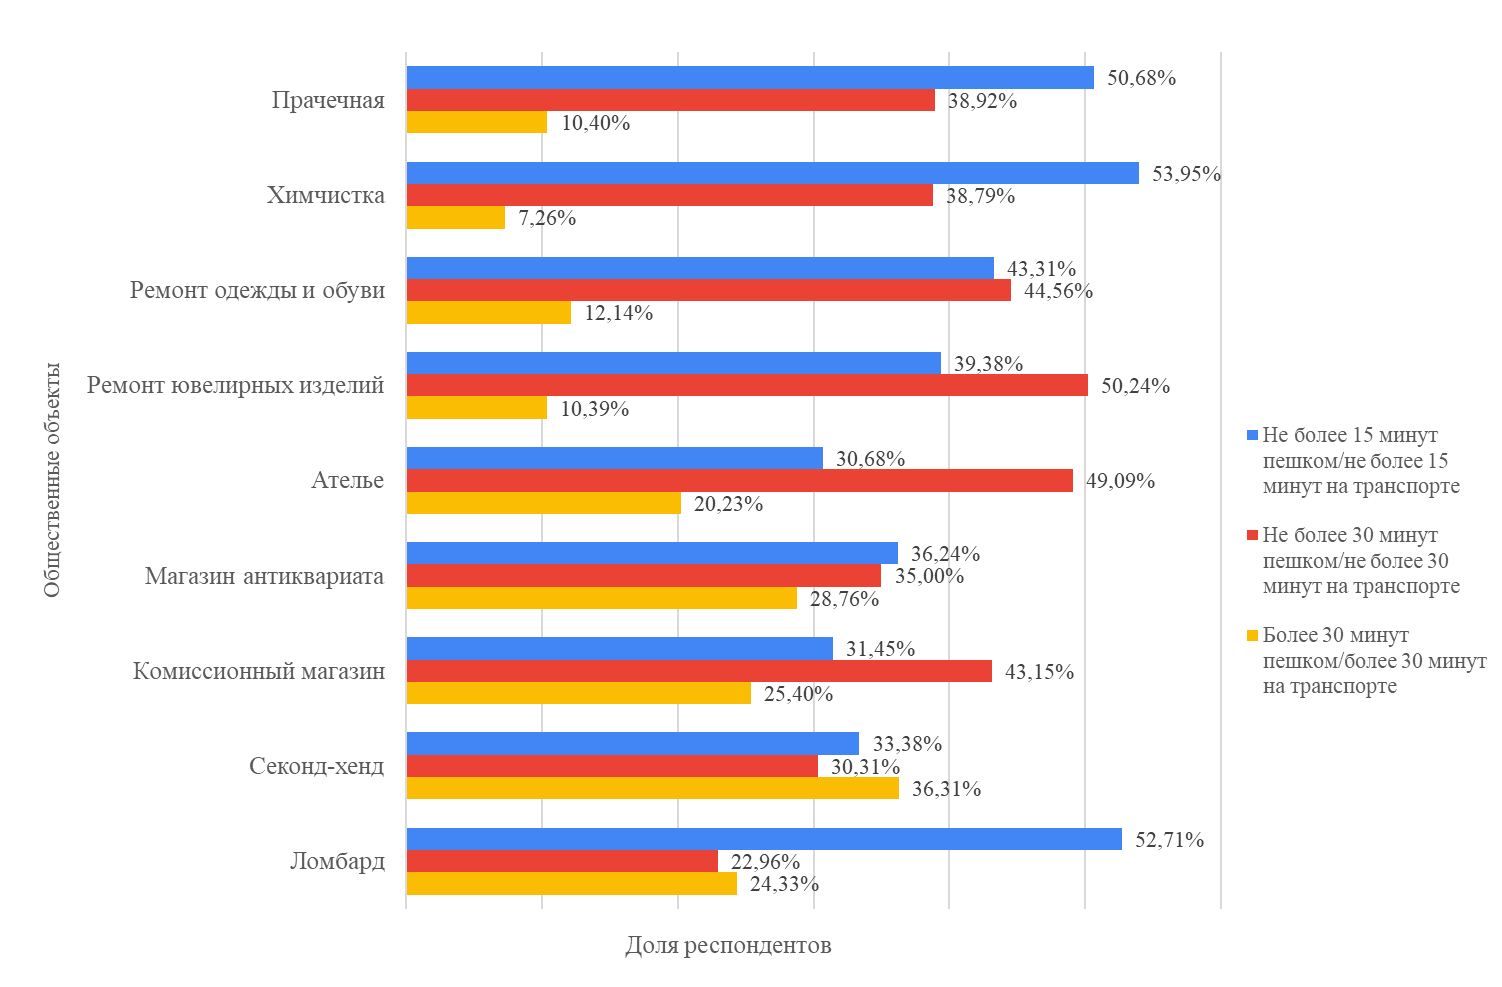 Общественные объекты
Прачечная
50,68%
38,92%
10,40%
Химчистка
53,95%
38,79%
7,26%
Ремонт одежды и обуви
43,31%
44,56%
12,14%
Ремонт ювелирных изделий
39,38%
50,24%
10,39%
Ателье
30,68%
49,09%
20,23%
Магазин антиквариата
36,24%
35,00%
28,76%
Комиссионный магазин
31,45%
43,15%
25,40%
Секонд-хенд
33,38%
30,31%
36,31%
Ломбард
52,71%
22,96%
24,33%
Доля респондентов
Не более 15 минут
пешком/не более 15
минут на транспорте
Не более 30 минут
пешком/не более 30
минут на транспорте
Более 30 минут
пешком/более 30 минут
на транспорте